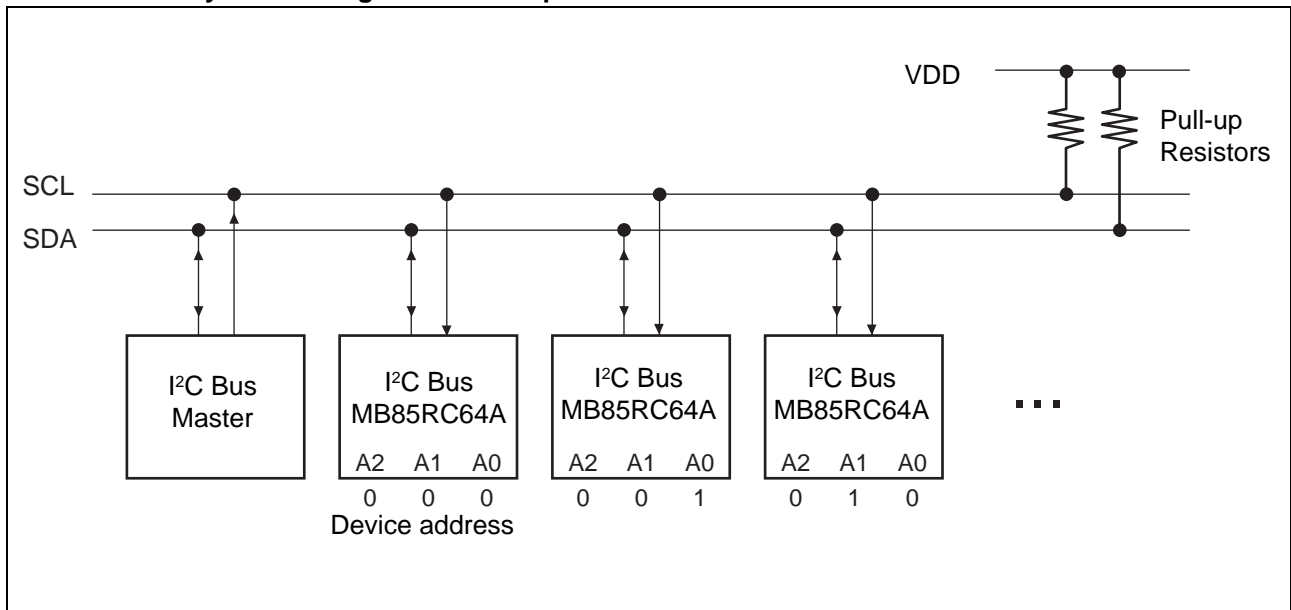 VDD
Pull-up
Resistors
SCL
SDA
I²C Bus
Master
I²C Bus
MB85RC64A
A2 A1 A0
0 0 0
Device address
I²C Bus
MB85RC64A
A2 A1 A0
0 0 1
I²C Bus
MB85RC64A
A2 A1 A0
0 1 0
...